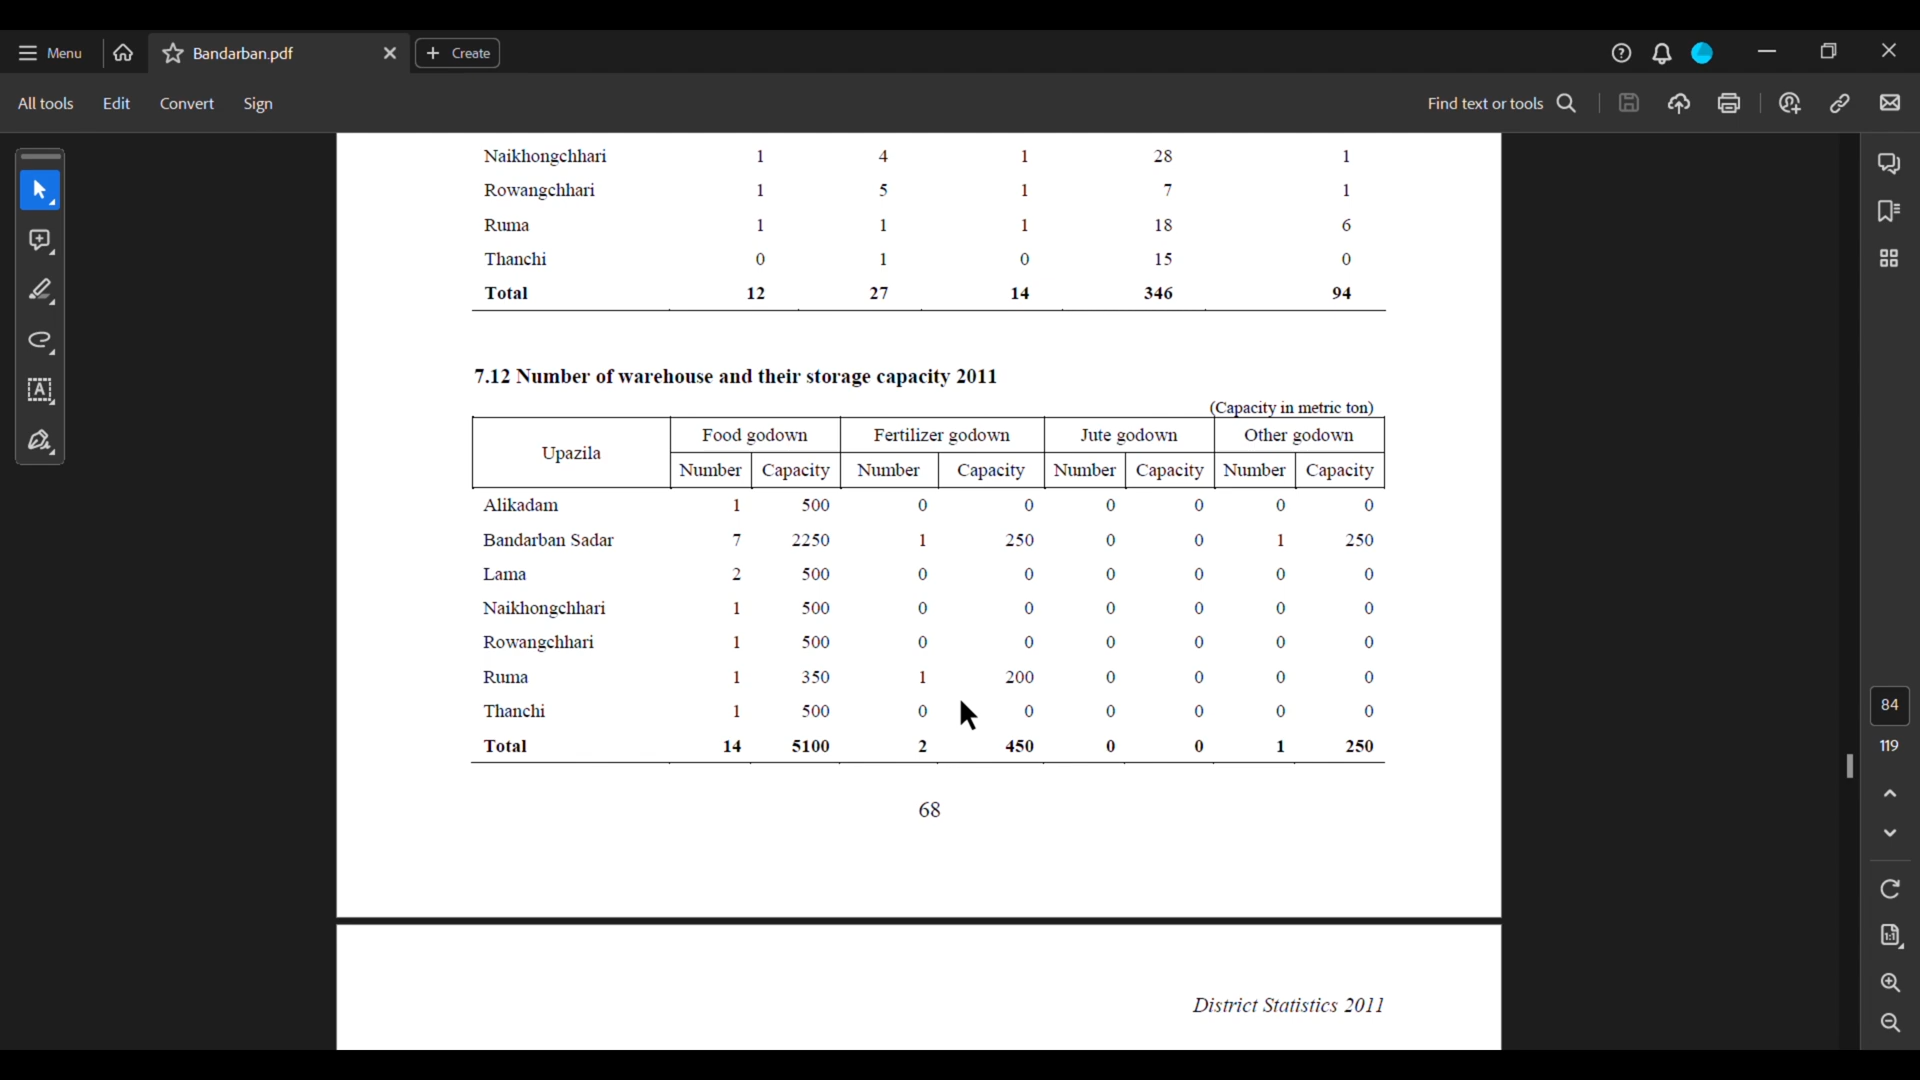 Menu
Bandarban.pdf
Create
All tools Edit Convert Sign
Find text or tools
Naikhongchhari 1 4 1 28 1
Rowangchhari 1 5 1 7 1
Ruma 1 1 1 18 6
Thanchi 0 1 0 15 0
Total 12 27 14 346 94
7.12 Number of warehouse and their storage capacity 2011
(Capacity in metric ton)
Upazila Food godown Fertilizer godown Jute godown Other godown
Number Capacity Number Capacity Number Capacity Number Capacity
Alikadam 1 500 0 0 0 0 0 0
Bandarban Sadar 7 2250 1 250 0 0 1 250
Lama 2 500 0 0 0 0 0 0
Naikhongchhari 1 500 0 0 0 0 0 0
Rowangchhari 1 500 0 0 0 0 0 0
Ruma 1 350 1 200 0 0 0 0
Thanchi 1 500 0 0 0 0 0 0
Total 14 5100 2 450 0 0 1 250
68
District Statistics 2011
84
119